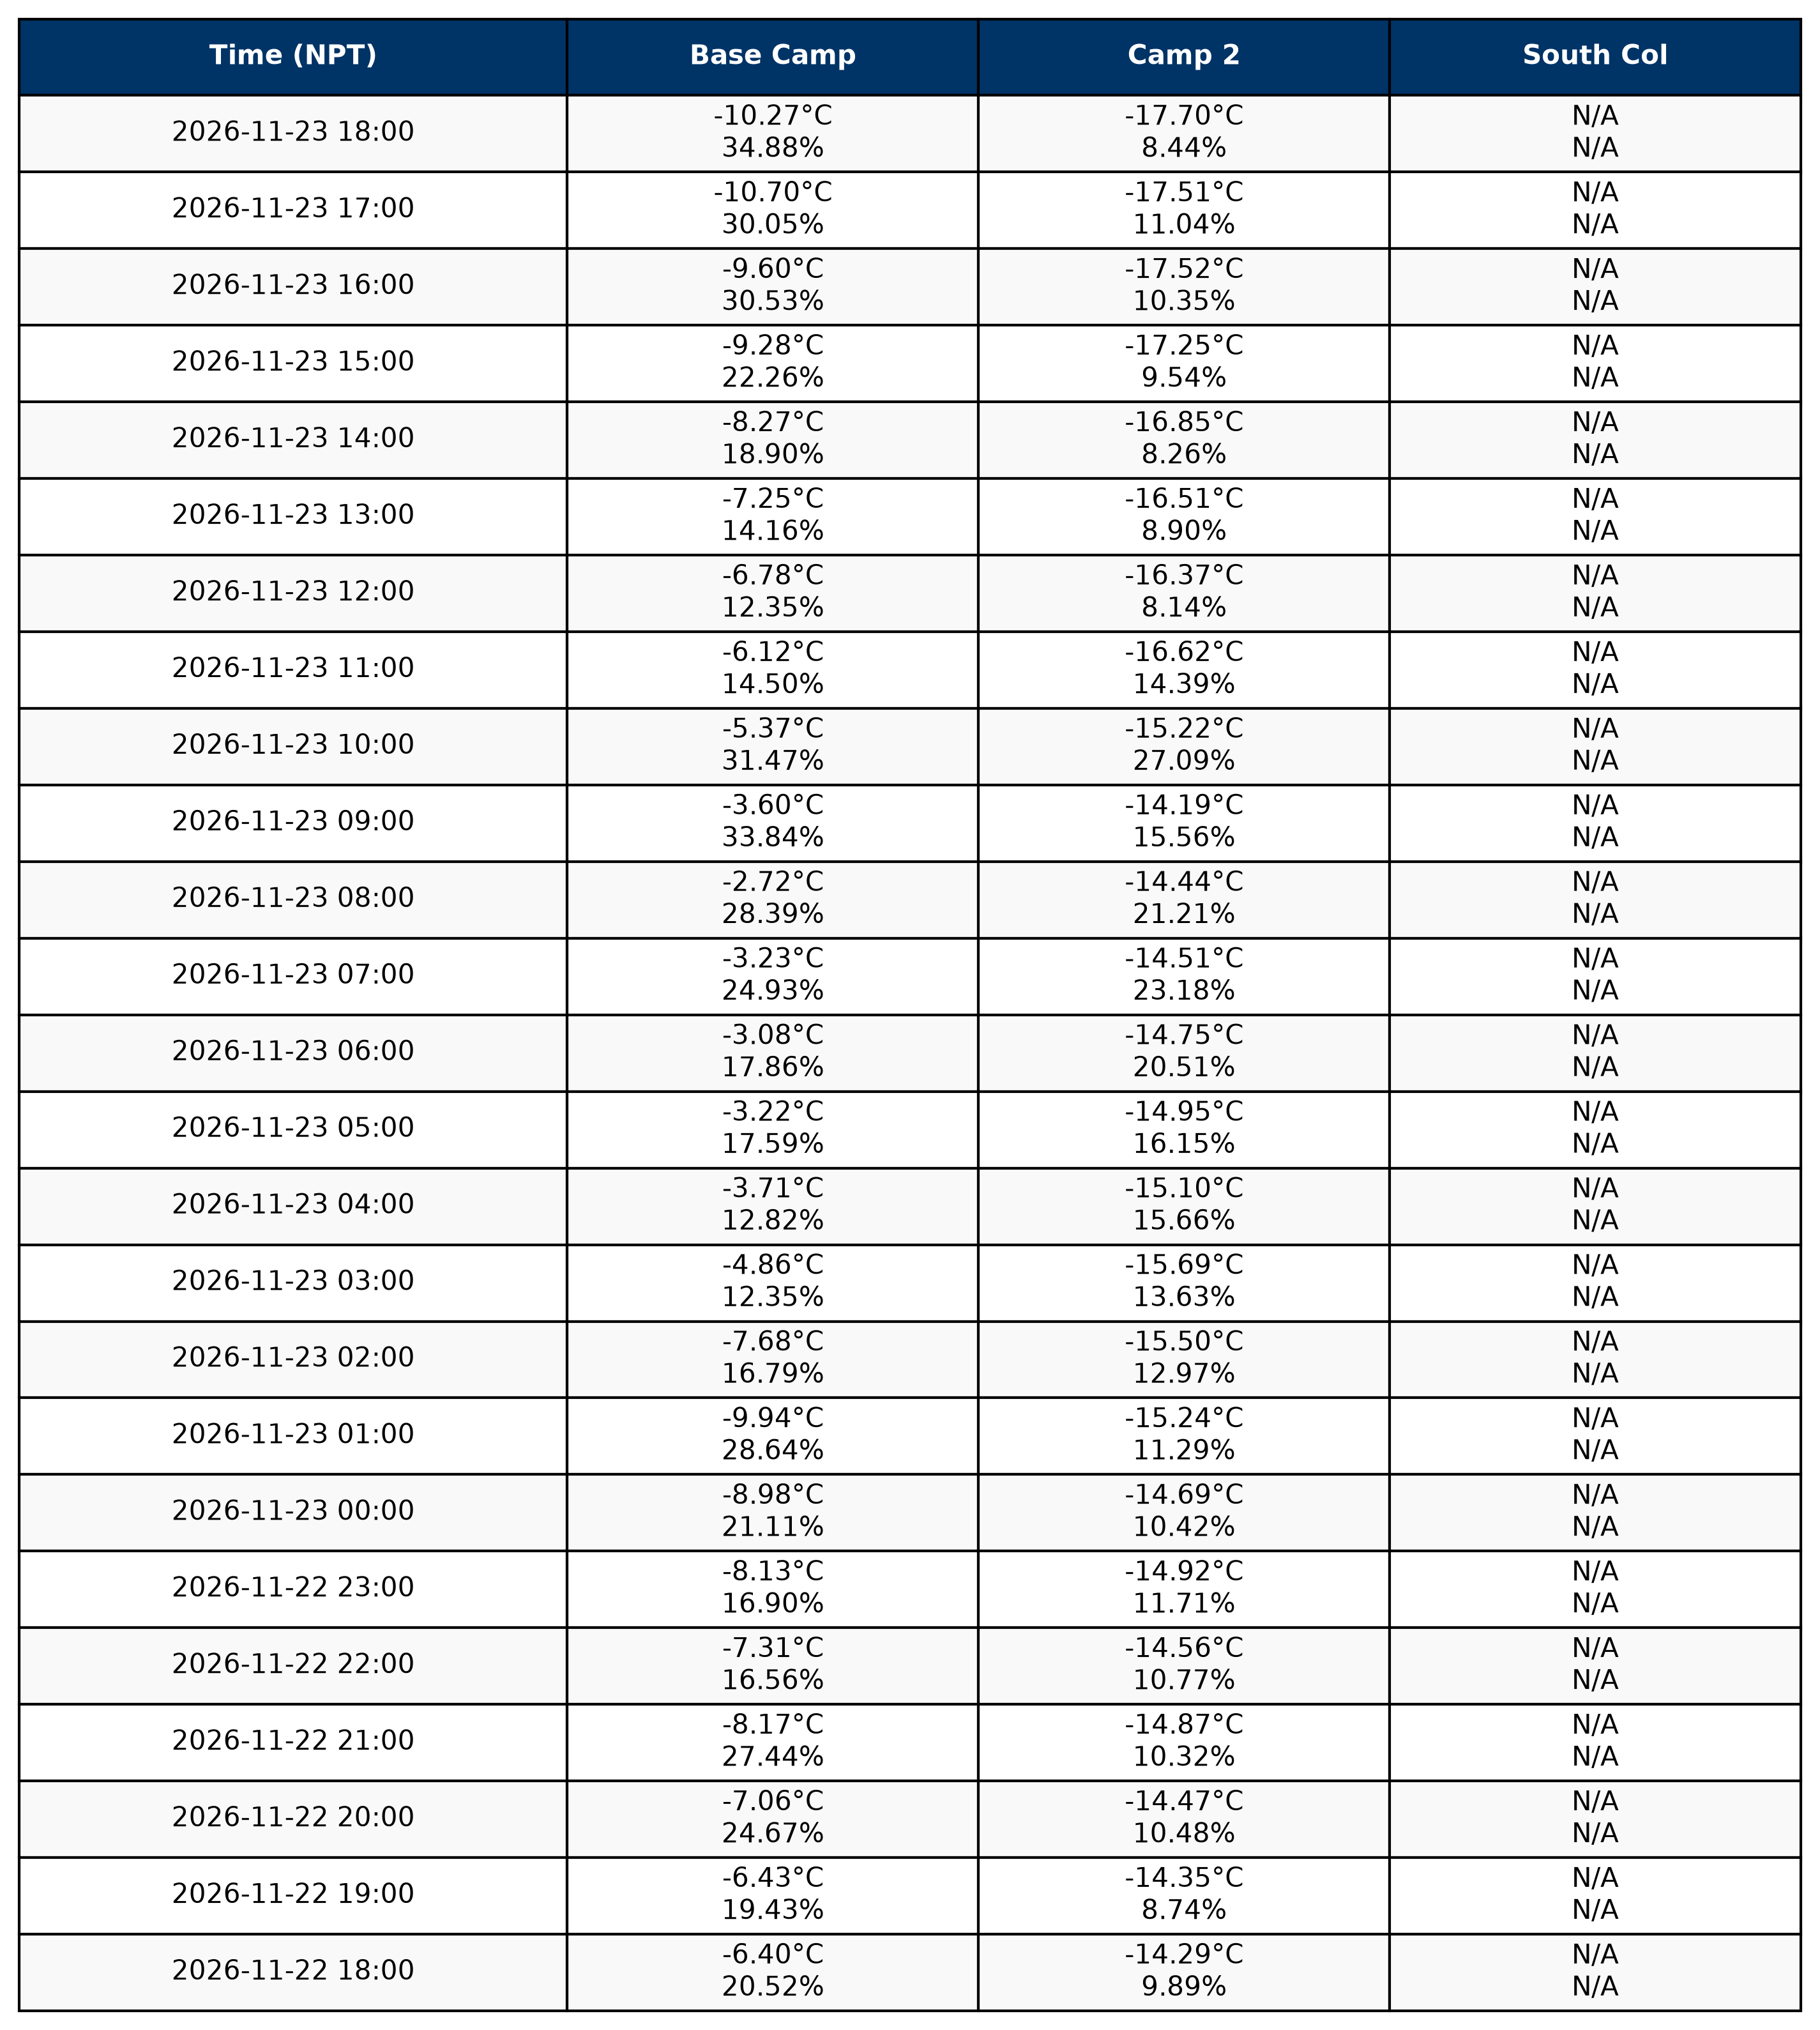 Time (NPT) Base Camp Camp 2 South Col
2026-11-23 18:00 -10.27°C -17.70°C N/A
34.88% 8.44% N/A
2026-11-23 17:00 -10.70°C -17.51°C N/A
30.05% 11.04% N/A
2026-11-23 16:00 -9.60°C -17.52°C N/A
30.53% 10.35% N/A
2026-11-23 15:00 -9.28°C -17.25°C N/A
22.26% 9.54% N/A
2026-11-23 14:00 -8.27°C -16.85°C N/A
18.90% 8.26% N/A
2026-11-23 13:00 -7.25°C -16.51°C N/A
14.16% 8.90% N/A
2026-11-23 12:00 -6.78°C -16.37°C N/A
12.35% 8.14% N/A
2026-11-23 11:00 -6.12°C -16.62°C N/A
14.50% 14.39% N/A
2026-11-23 10:00 -5.37°C -15.22°C N/A
31.47% 27.09% N/A
2026-11-23 09:00 -3.60°C -14.19°C N/A
33.84% 15.56% N/A
2026-11-23 08:00 -2.72°C -14.44°C N/A
28.39% 21.21% N/A
2026-11-23 07:00 -3.23°C -14.51°C N/A
24.93% 23.18% N/A
2026-11-23 06:00 -3.08°C -14.75°C N/A
17.86% 20.51% N/A
2026-11-23 05:00 -3.22°C -14.95°C N/A
17.59% 16.15% N/A
2026-11-23 04:00 -3.71°C -15.10°C N/A
12.82% 15.66% N/A
2026-11-23 03:00 -4.86°C -15.69°C N/A
12.35% 13.63% N/A
2026-11-23 02:00 -7.68°C -15.50°C N/A
16.79% 12.97% N/A
2026-11-23 01:00 -9.94°C -15.24°C N/A
28.64% 11.29% N/A
2026-11-23 00:00 -8.98°C -14.69°C N/A
21.11% 10.42% N/A
2026-11-22 23:00 -8.13°C -14.92°C N/A
16.90% 11.71% N/A
2026-11-22 22:00 -7.31°C -14.56°C N/A
16.56% 10.77% N/A
2026-11-22 21:00 -8.17°C -14.87°C N/A
27.44% 10.32% N/A
2026-11-22 20:00 -7.06°C -14.47°C N/A
24.67% 10.48% N/A
2026-11-22 19:00 -6.43°C -14.35°C N/A
19.43% 8.74% N/A
2026-11-22 18:00 -6.40°C -14.29°C N/A
20.52% 9.89% N/A